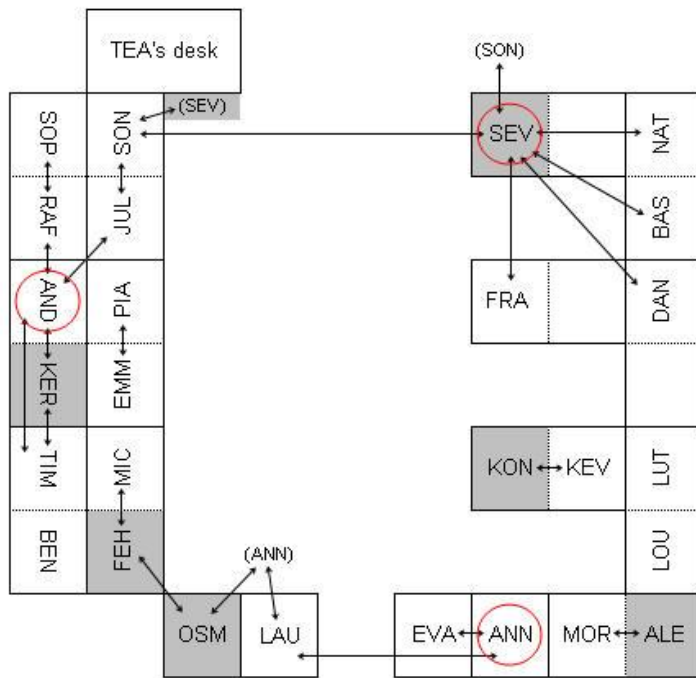 TEA's desk
(SON)
(SEV)
SOP
SON
SEV
NAT
RAF
JUL
BAS
AND
PIA
FRA
DAN
KER
EMM
TIM
MIC
KON
KEV
LUT
BEN
FEH
(ANN)
LOU
OSM
LAU
EVA
ANN
MOR
ALE